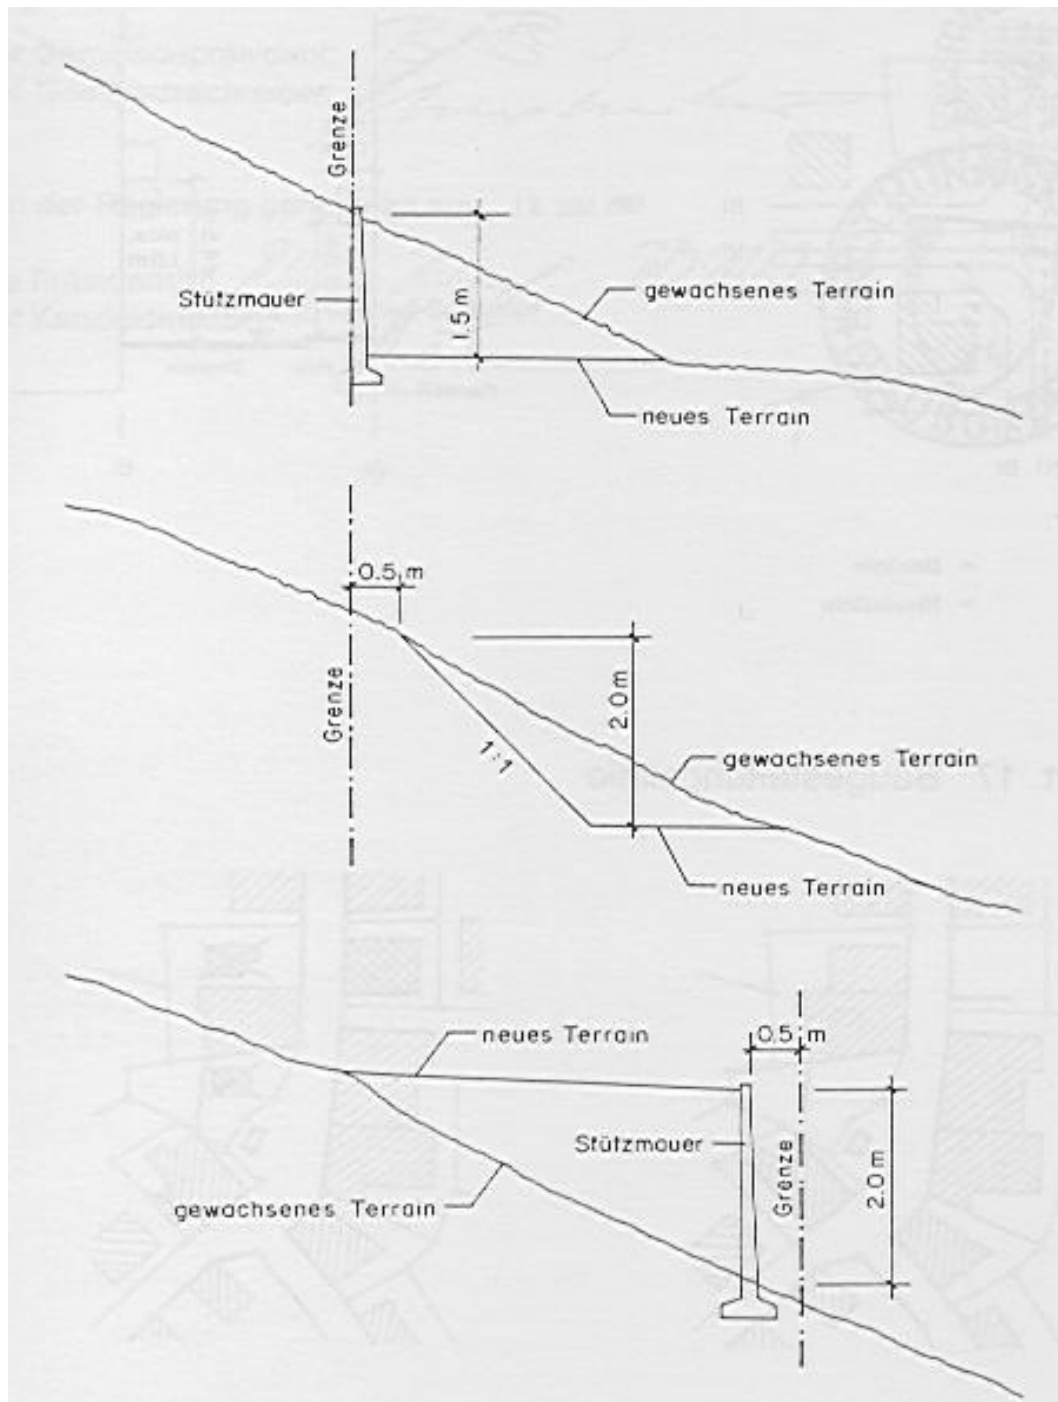 Grenze
Stützmauer
1.5 m
gewachsenes Terrain
neues Terrain
0.5 m
Grenze
1:1
2.0 m
gewachsenes Terrain
neues Terrain
neues Terrain
0.5 m
Stützmauer
Grenze
2.0 m
gewachsenes Terrain